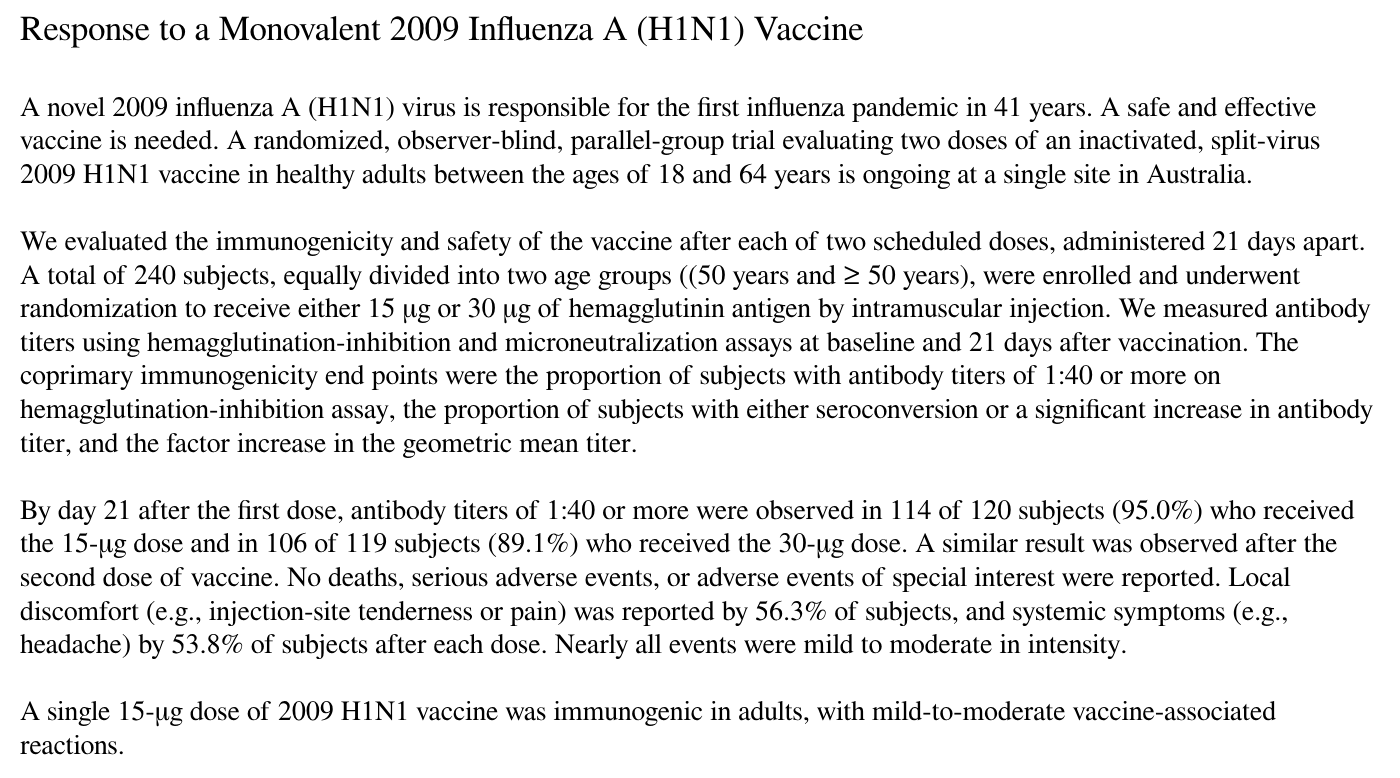 Response to a Monovalent 2009 Influenza A (H1N1) Vaccine
A novel 2009 influenza A (H1N1) virus is responsible for the first influenza pandemic in 41 years. A safe and effective
vaccine is needed. A randomized, observer-blind, parallel-group trial evaluating two doses of an inactivated, split-virus
2009 H1N1 vaccine in healthy adults between the ages of 18 and 64 years is ongoing at a single site in Australia.
We evaluated the immunogenicity and safety of the vaccine after each of two scheduled doses, administered 21 days apart.
A total of 240 subjects, equally divided into two age groups ((50 years and ≥ 50 years), were enrolled and underwent
randomization to receive either 15 μg or 30 μg of hemagglutinin antigen by intramuscular injection. We measured antibody
titers using hemagglutination-inhibition and microneutralization assays at baseline and 21 days after vaccination. The
coprimary immunogenicity end points were the proportion of subjects with antibody titers of 1:40 or more on
hemagglutination-inhibition assay, the proportion of subjects with either seroconversion or a significant increase in antibody
titer, and the factor increase in the geometric mean titer.
By day 21 after the first dose, antibody titers of 1:40 or more were observed in 114 of 120 subjects (95.0%) who received
the 15-μg dose and in 106 of 119 subjects (89.1%) who received the 30-μg dose. A similar result was observed after the
second dose of vaccine. No deaths, serious adverse events, or adverse events of special interest were reported. Local
discomfort (e.g., injection-site tenderness or pain) was reported by 56.3% of subjects, and systemic symptoms (e.g.,
headache) by 53.8% of subjects after each dose. Nearly all events were mild to moderate in intensity.
A single 15-μg dose of 2009 H1N1 vaccine was immunogenic in adults, with mild-to-moderate vaccine-associated
reactions.